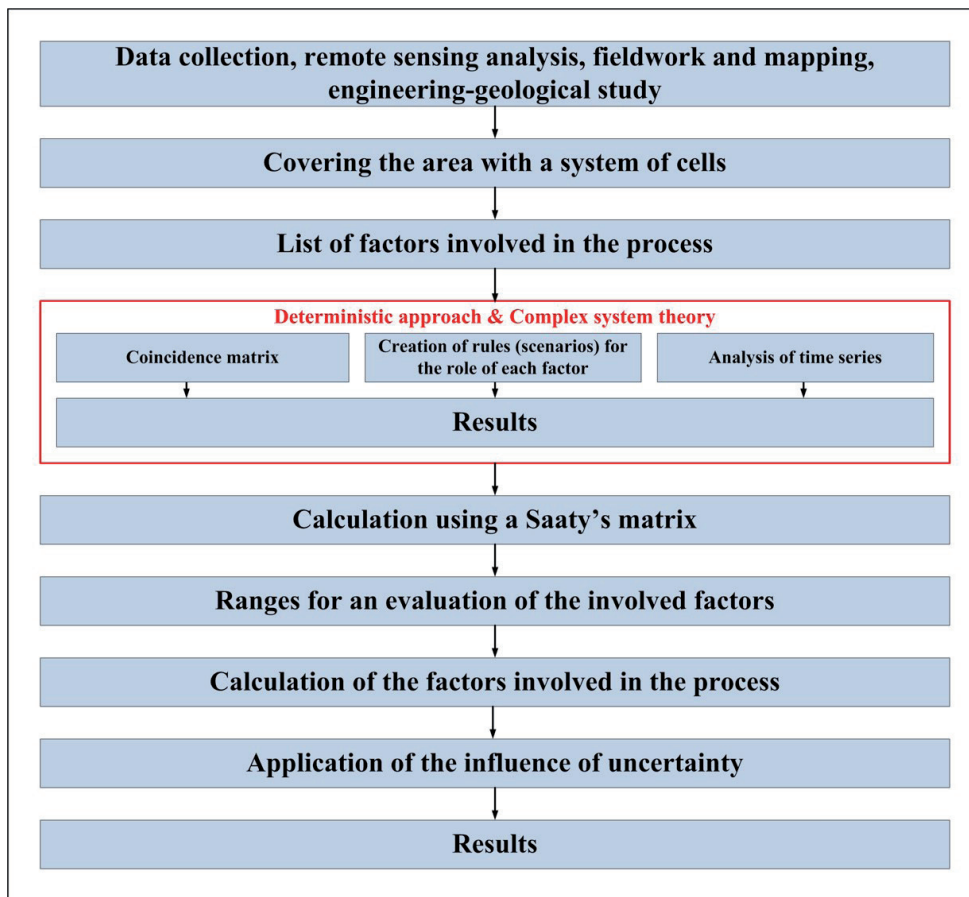 Data collection, remote sensing analysis, fieldwork and mapping,
engineering-geological study
Covering the area with a system of cells
List of factors involved in the process
Deterministic approach & Complex system theory
Coincidence matrix
Creation of rules (scenarios) for
the role of each factor
Analysis of time series
Results
Calculation using a Saaty’s matrix
Ranges for an evaluation of the involved factors
Calculation of the factors involved in the process
Application of the influence of uncertainty
Results